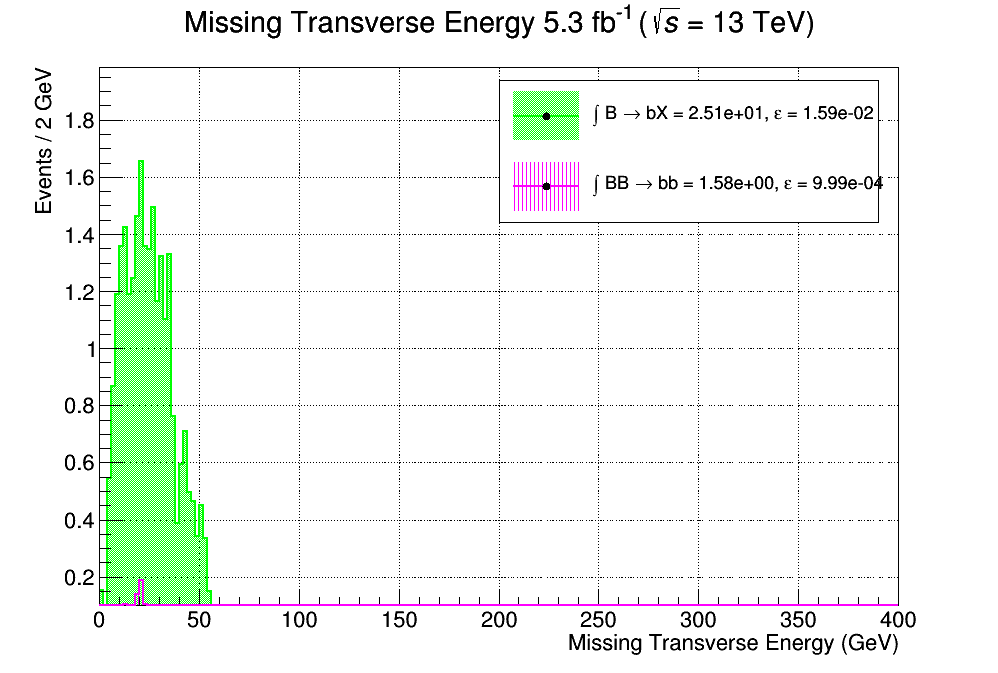 Missing Transverse Energy 5.3 fb⁻¹ (√s = 13 TeV)
Events / 2 GeV
∫ B → bX = 2.51e+01, ε = 1.59e-02
∫ BB → bb = 1.58e+00, ε = 9.99e-04
1.8
1.6
1.4
1.2
1
0.8
0.6
0.4
0.2
0 50 100 150 200 250 300 350 400
Missing Transverse Energy (GeV)